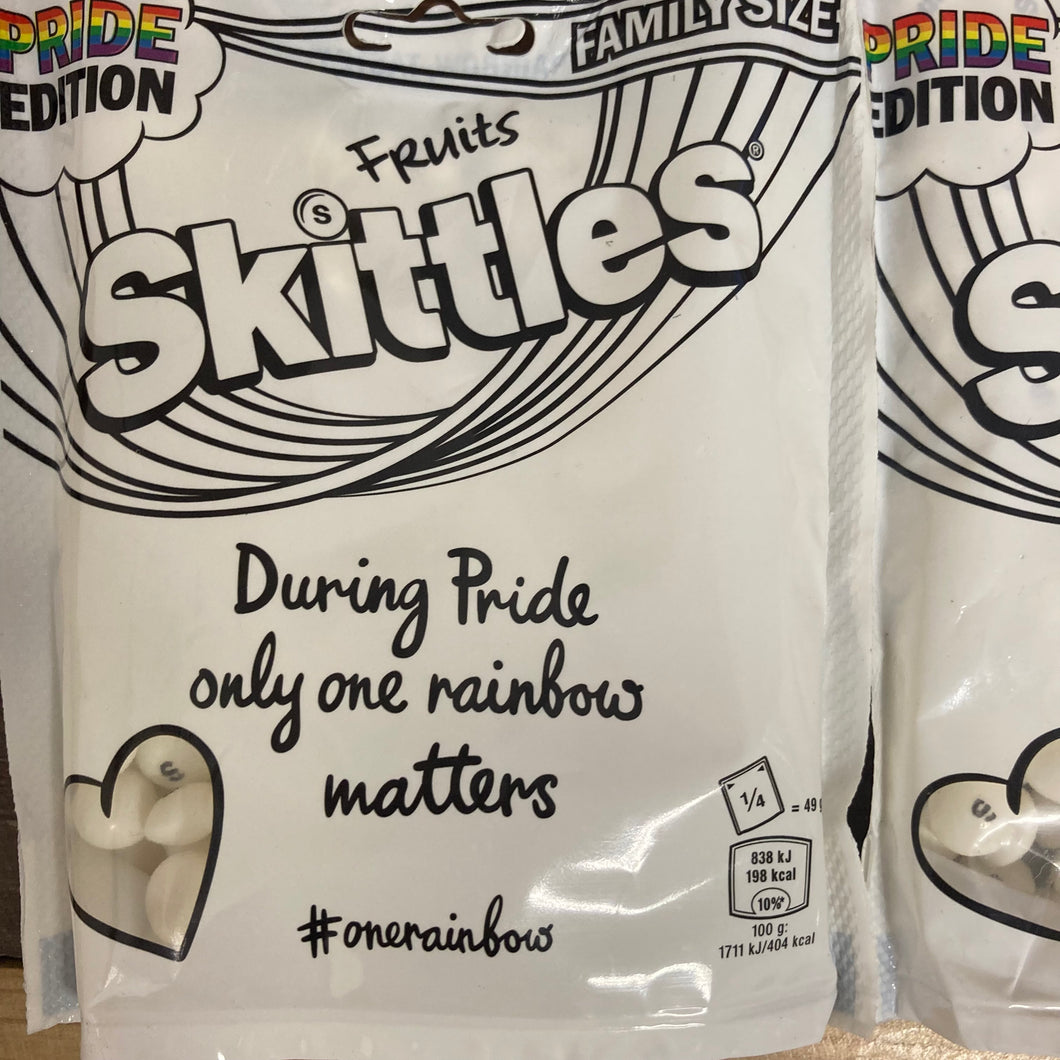 PRIDE
EDITION
FAMILY SIZE
PRIDE
EDITION
Fruits
Skittles®
S
During Pride
only one rainbow
matters
#onerainbow
S
1/4 = 49g
838 kJ
198 kcal
10%*
100 g:
1711 kJ/404 kcal
S
S